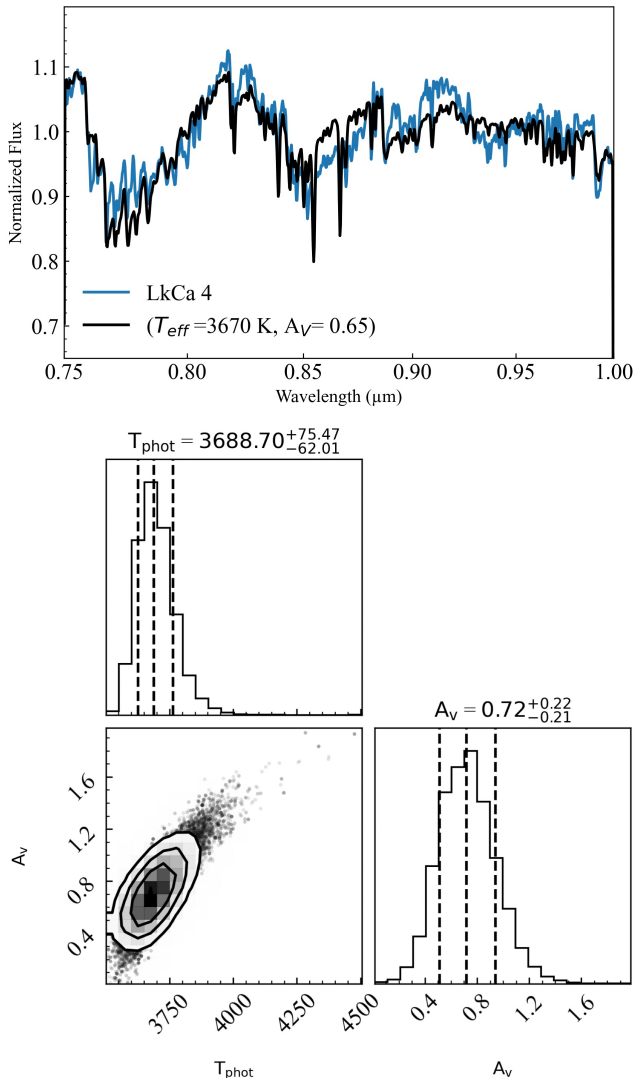 1.1
1.0
0.9
0.8
0.7
Normalized Flux
LkCa 4
(T_eff =3670 K, A_V= 0.65)
0.75 0.80 0.85 0.90 0.95 1.00
Wavelength (µm)
T_phot = 3688.70 +75.47 −62.01
A_v = 0.72 +0.22 −0.21
1.6
1.2
0.8
0.4
A_v
3750 4000 4250 4500
T_phot
0.4 0.8 1.2 1.6
A_v